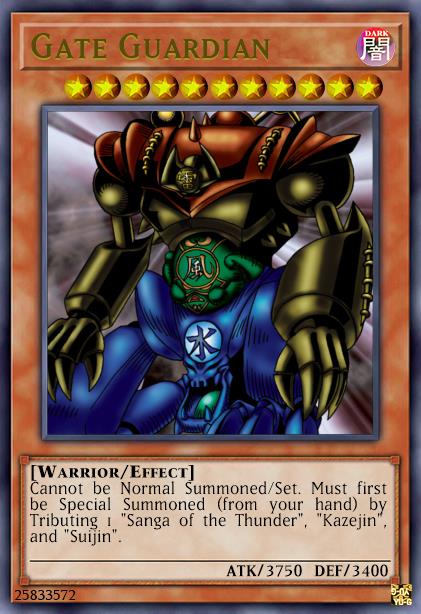 GATE GUARDIAN
DARK
闇
風
水
[WARRIOR/EFFECT]
Cannot be Normal Summoned/Set. Must first
be Special Summoned (from your hand) by
Tributing 1 "Sanga of the Thunder", "Kazejin",
and "Suijin".
ATK/3750 DEF/3400
25833572